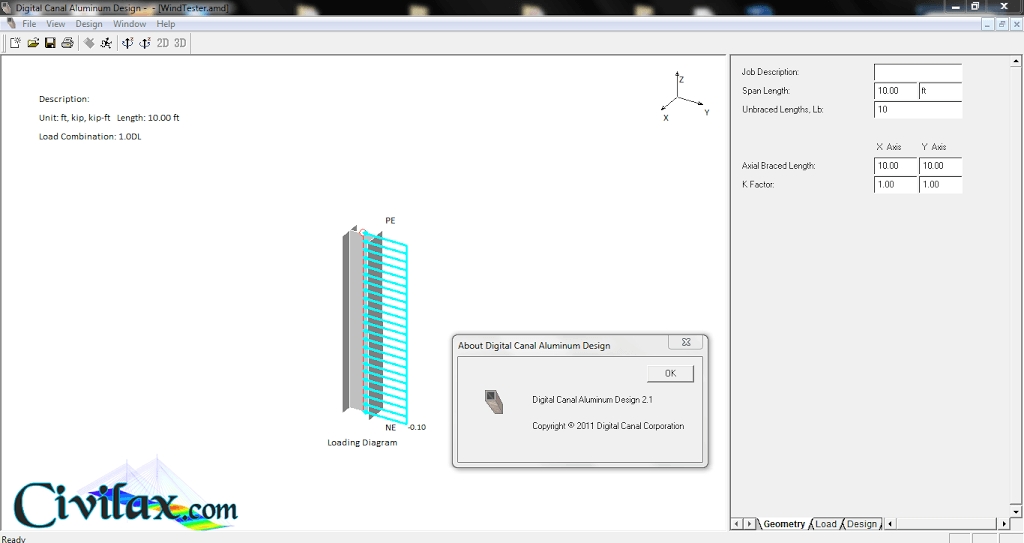 Digital Canal Aluminum Design - - [WindTester.amd]
File View Design Window Help
2D 3D
Description:
Unit: ft, kip, kip-ft Length: 10.00 ft
Load Combination: 1.0DL
Z
X
Y
PE
NE -0.10
Loading Diagram
About Digital Canal Aluminum Design
OK
Digital Canal Aluminum Design 2.1
Copyright © 2011 Digital Canal Corporation
Job Description:
Span Length: 10.00 ft
Unbraced Lengths, Lb: 10
X Axis Y Axis
Axial Braced Length: 10.00 10.00
K Factor: 1.00 1.00
Civilax.com
Geometry Load Design
Ready